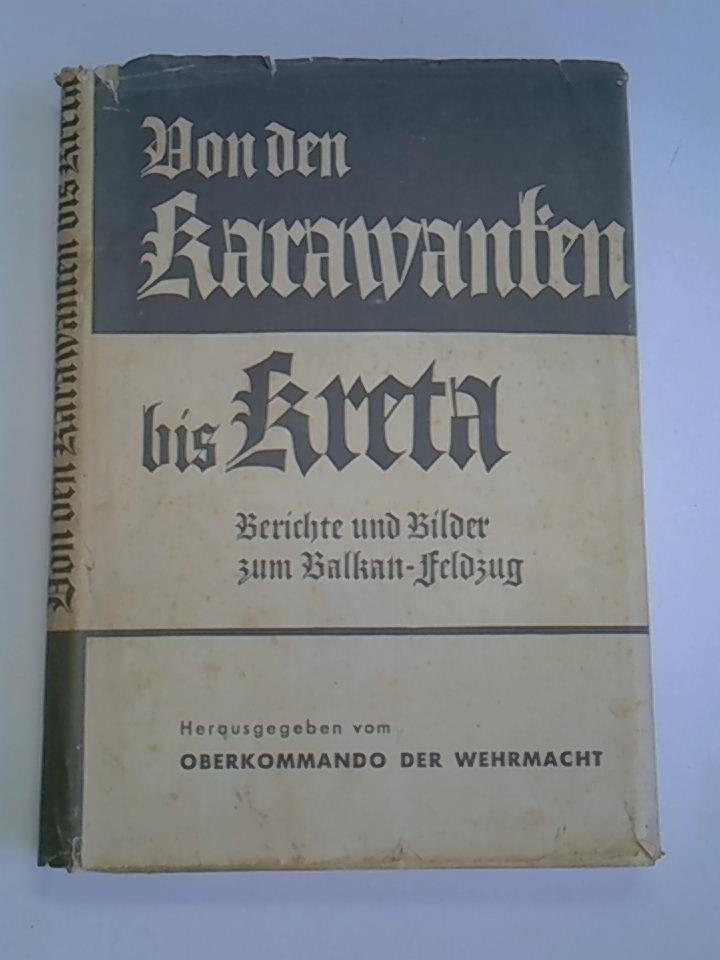 Von den
Karawanken
bis Kreta
Berichte und Bilder
zum Balkan-Feldzug
Herausgegeben vom
OBERKOMMANDO DER WEHRMACHT
Von den Karawanken bis Kreta